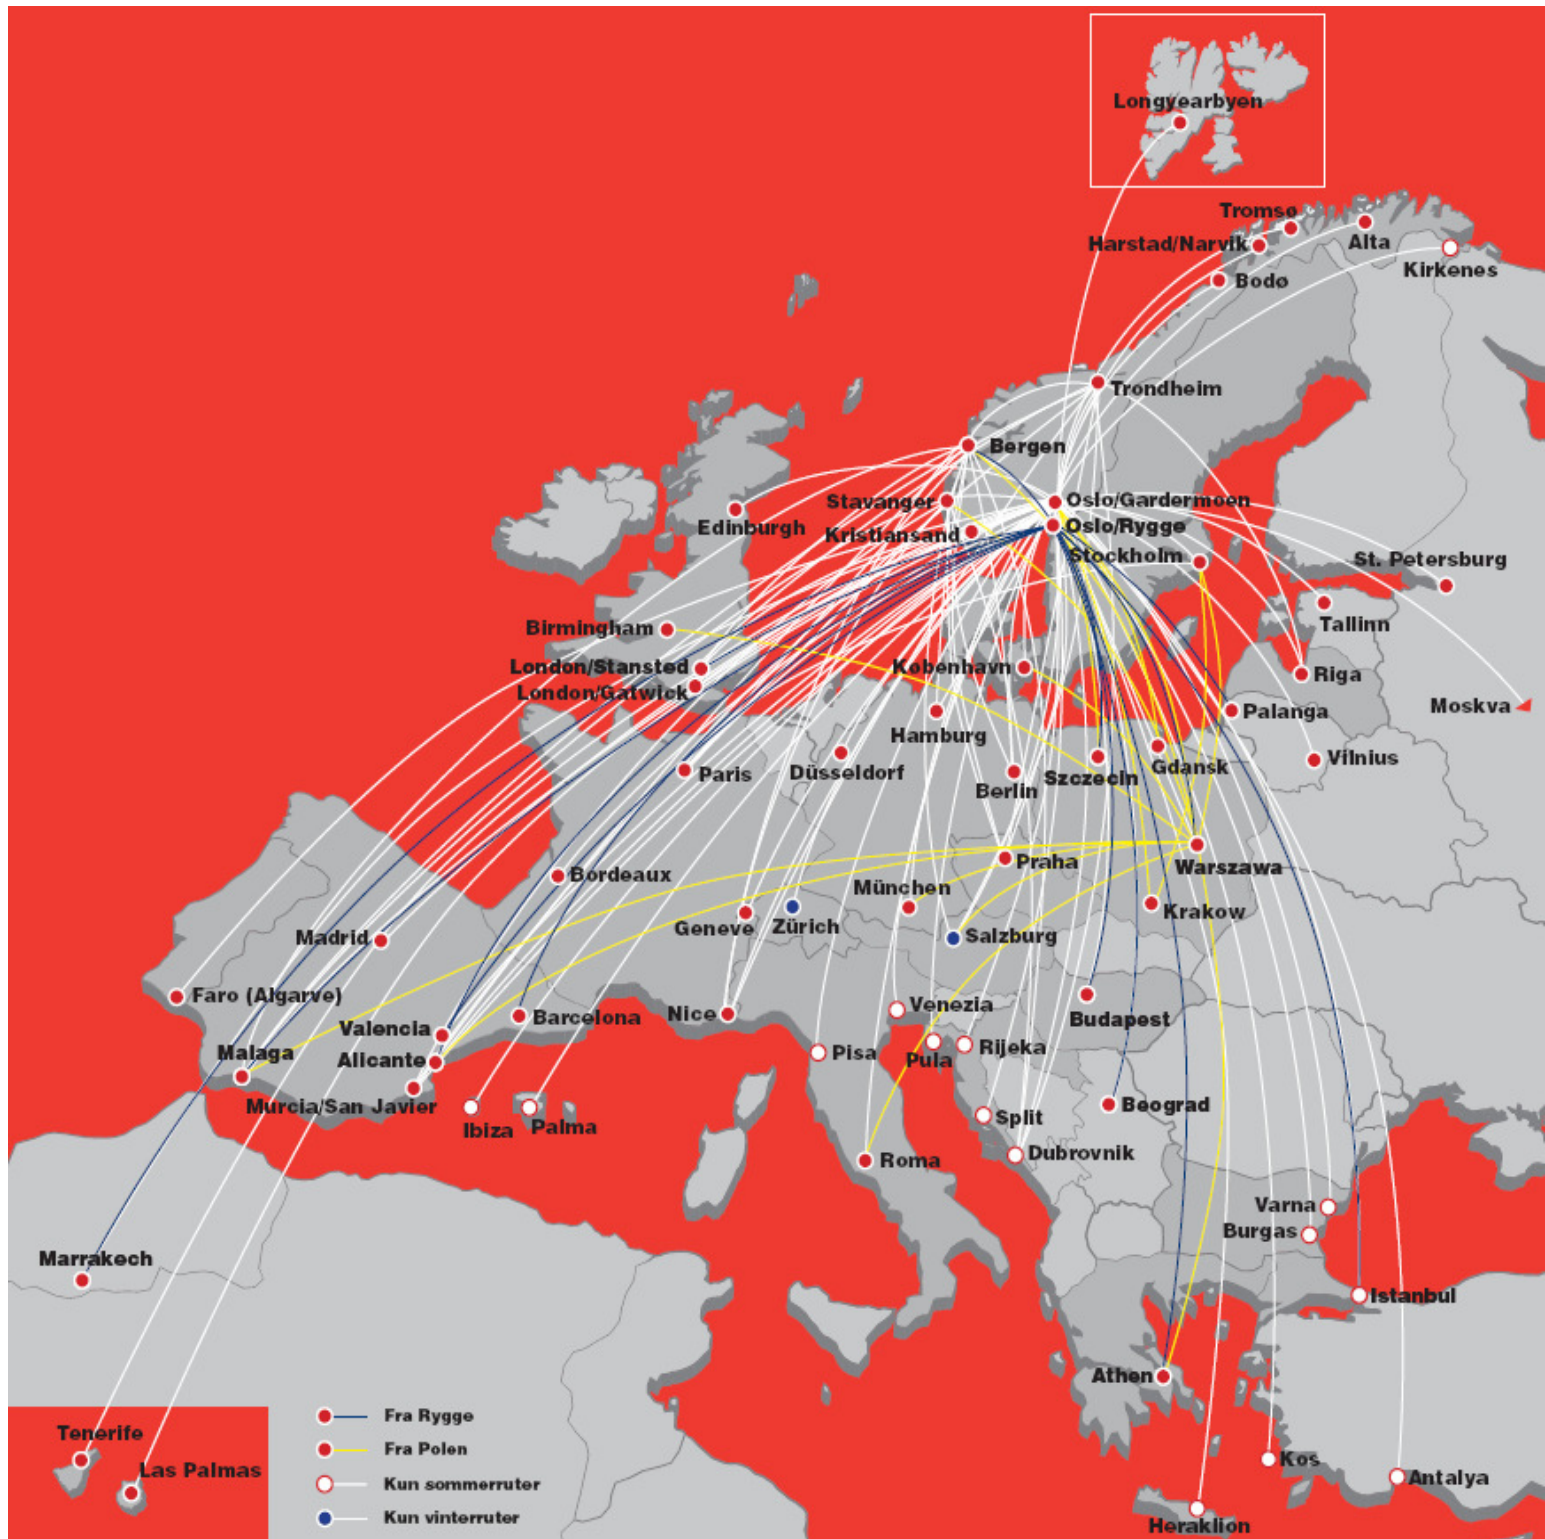 Longyearbyen
Tromsø
Harstad/Narvik
Alta
Kirkenes
Bodø
Trondheim
Bergen
Stavanger
Oslo/Gardermoen
Edinburgh
Kristiansand
Oslo/Rygge
Stockholm
St. Petersburg
Birmingham
Tallinn
London/Stansted
København
Riga
London/Gatwick
Moskva
Palanga
Hamburg
Paris
Düsseldorf
Berlin
Szczecin
Gdansk
Vilnius
Praha
Warszawa
Bordeaux
München
Krakow
Geneve
Zürich
Salzburg
Madrid
Faro (Algarve)
Venezia
Valencia
Barcelona
Nice
Budapest
Malaga
Alicante
Pisa
Pula
Rijeka
Murcia/San Javier
Ibiza
Palma
Split
Beograd
Roma
Dubrovnik
Varna
Burgas
Marrakech
Istanbul
Athen
Fra Rygge
Tenerife
Fra Polen
Kos
Las Palmas
Kun sommerruter
Antalya
Kun vinterruter
Heraklion